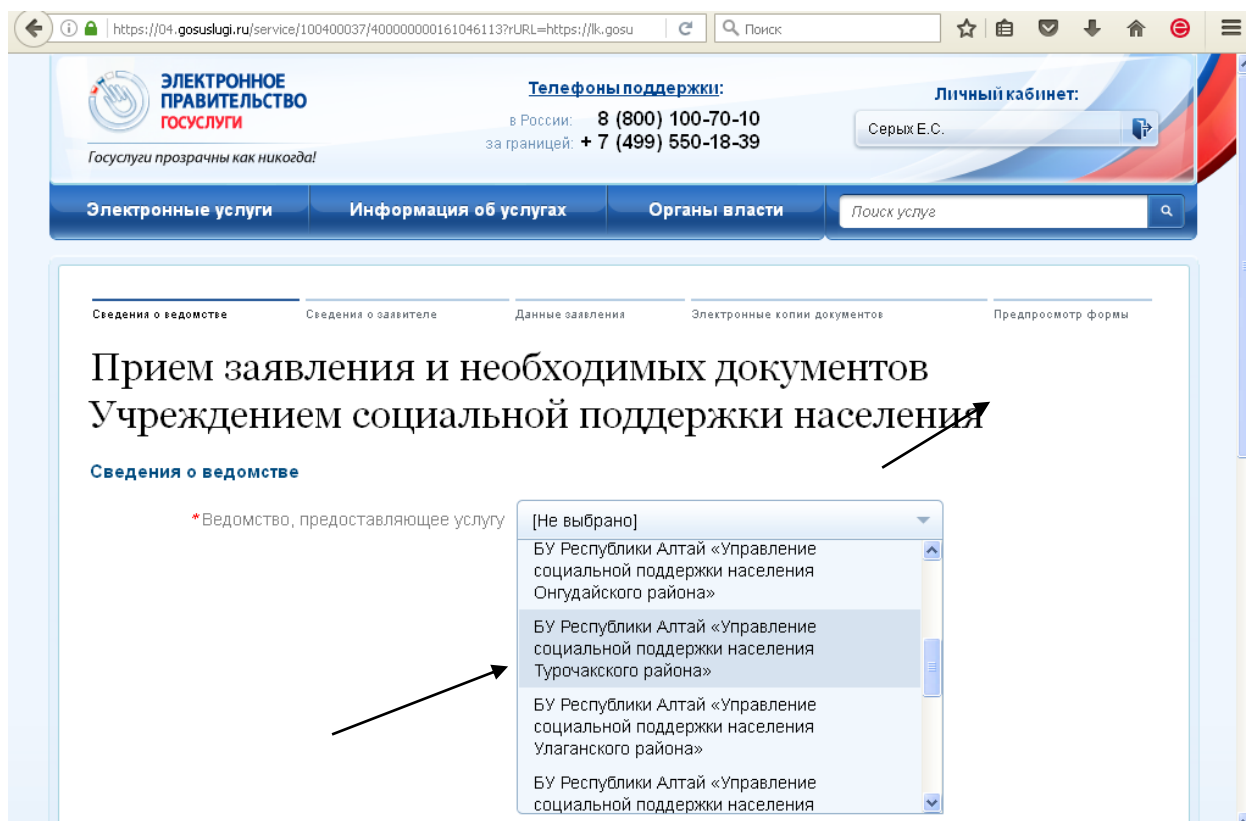 https://04.gosuslugi.ru/service/100400037/400000000161046113?rURL=https://lk.gosu
Поиск
ЭЛЕКТРОННОЕ
ПРАВИТЕЛЬСТВО
ГОСУСЛУГИ
Госуслуги прозрачны как никогда!
Телефоны поддержки:
в России: 8 (800) 100-70-10
за границей: + 7 (499) 550-18-39
Личный кабинет:
Серых Е.С.
Электронные услуги Информация об услугах Органы власти Поиск услуг
Сведения о ведомстве Сведения о заявителе Данные заявления Электронные копии документов Предпросмотр формы
Прием заявления и необходимых документов
Учреждением социальной поддержки населения
Сведения о ведомстве
*Ведомство, предоставляющее услугу [Не выбрано]
БУ Республики Алтай «Управление
социальной поддержки населения
Онгудайского района»
БУ Республики Алтай «Управление
социальной поддержки населения
Турочакского района»
БУ Республики Алтай «Управление
социальной поддержки населения
Улаганского района»
БУ Республики Алтай «Управление
социальной поддержки населения